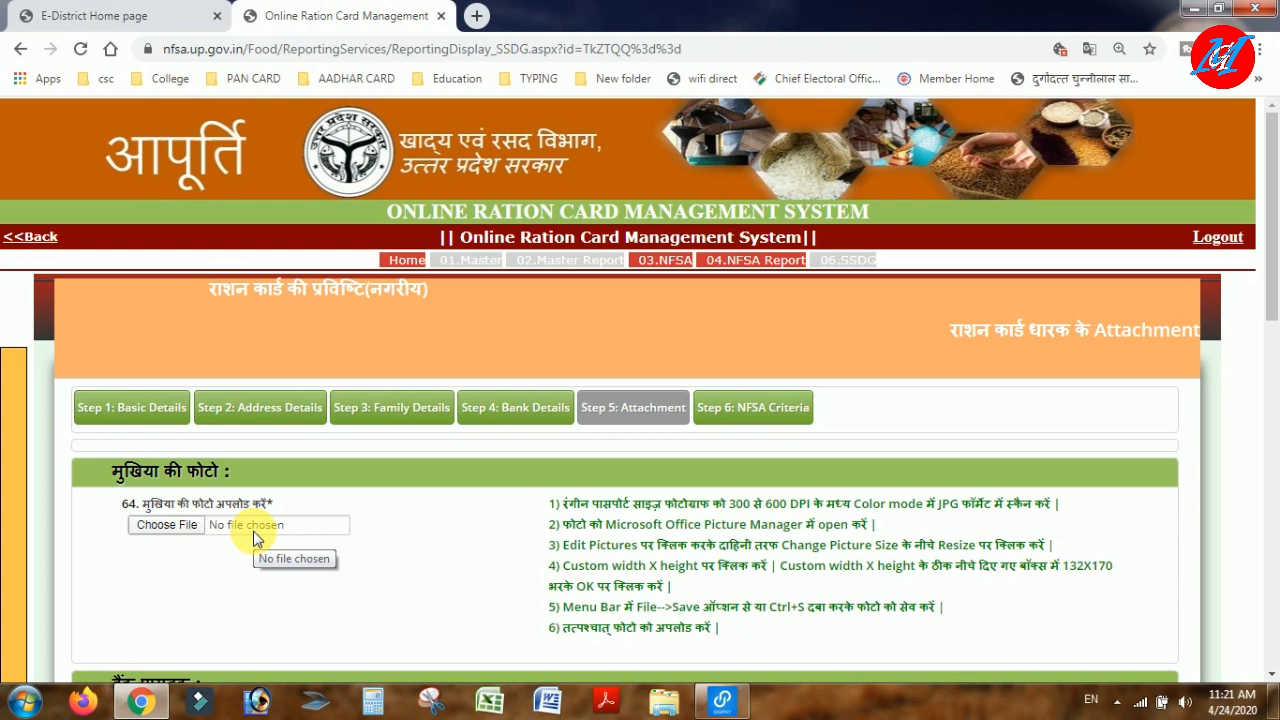 E-District Home page
Online Ration Card Management
nfsa.up.gov.in/Food/ReportingServices/ReportingDisplay_SSDG.aspx?id=TkZTQQ%3d%3d
Apps csc College PAN CARD AADHAR CARD Education TYPING New folder wifi direct Chief Electoral Offic... Member Home दुर्गादत्त चुन्नीलाल सा...
आपूर्ति
खाद्य एवं रसद विभाग,
उत्तर प्रदेश सरकार
ONLINE RATION CARD MANAGEMENT SYSTEM
<<Back || Online Ration Card Management System|| Logout
Home 01.Master 02.Master Report 03.NFSA 04.NFSA Report 06.SSDG
राशन कार्ड की प्रविष्टि(नगरीय)
राशन कार्ड धारक के Attachment
Step 1: Basic Details Step 2: Address Details Step 3: Family Details Step 4: Bank Details Step 5: Attachment Step 6: NFSA Criteria
मुखिया की फोटो :
64. मुखिया की फोटो अपलोड करें*
Choose File No file chosen
No file chosen
1) रंगीन पासपोर्ट साइज़ फोटोग्राफ को 300 से 600 DPI के मध्य Color mode में JPG फॉर्मेट में स्कैन करें |
2) फोटो को Microsoft Office Picture Manager में open करें |
3) Edit Pictures पर क्लिक करके दाहिनी तरफ Change Picture Size के नीचे Resize पर क्लिक करें |
4) Custom width X height पर क्लिक करें | Custom width X height के ठीक नीचे दिए गए बॉक्स में 132X170
भरके OK पर क्लिक करें |
5) Menu Bar में File-->Save ऑप्शन से या Ctrl+S दबा करके फोटो को सेव करें |
6) तत्पश्चात् फोटो को अपलोड करें |
EN
11:21 AM
4/24/2020